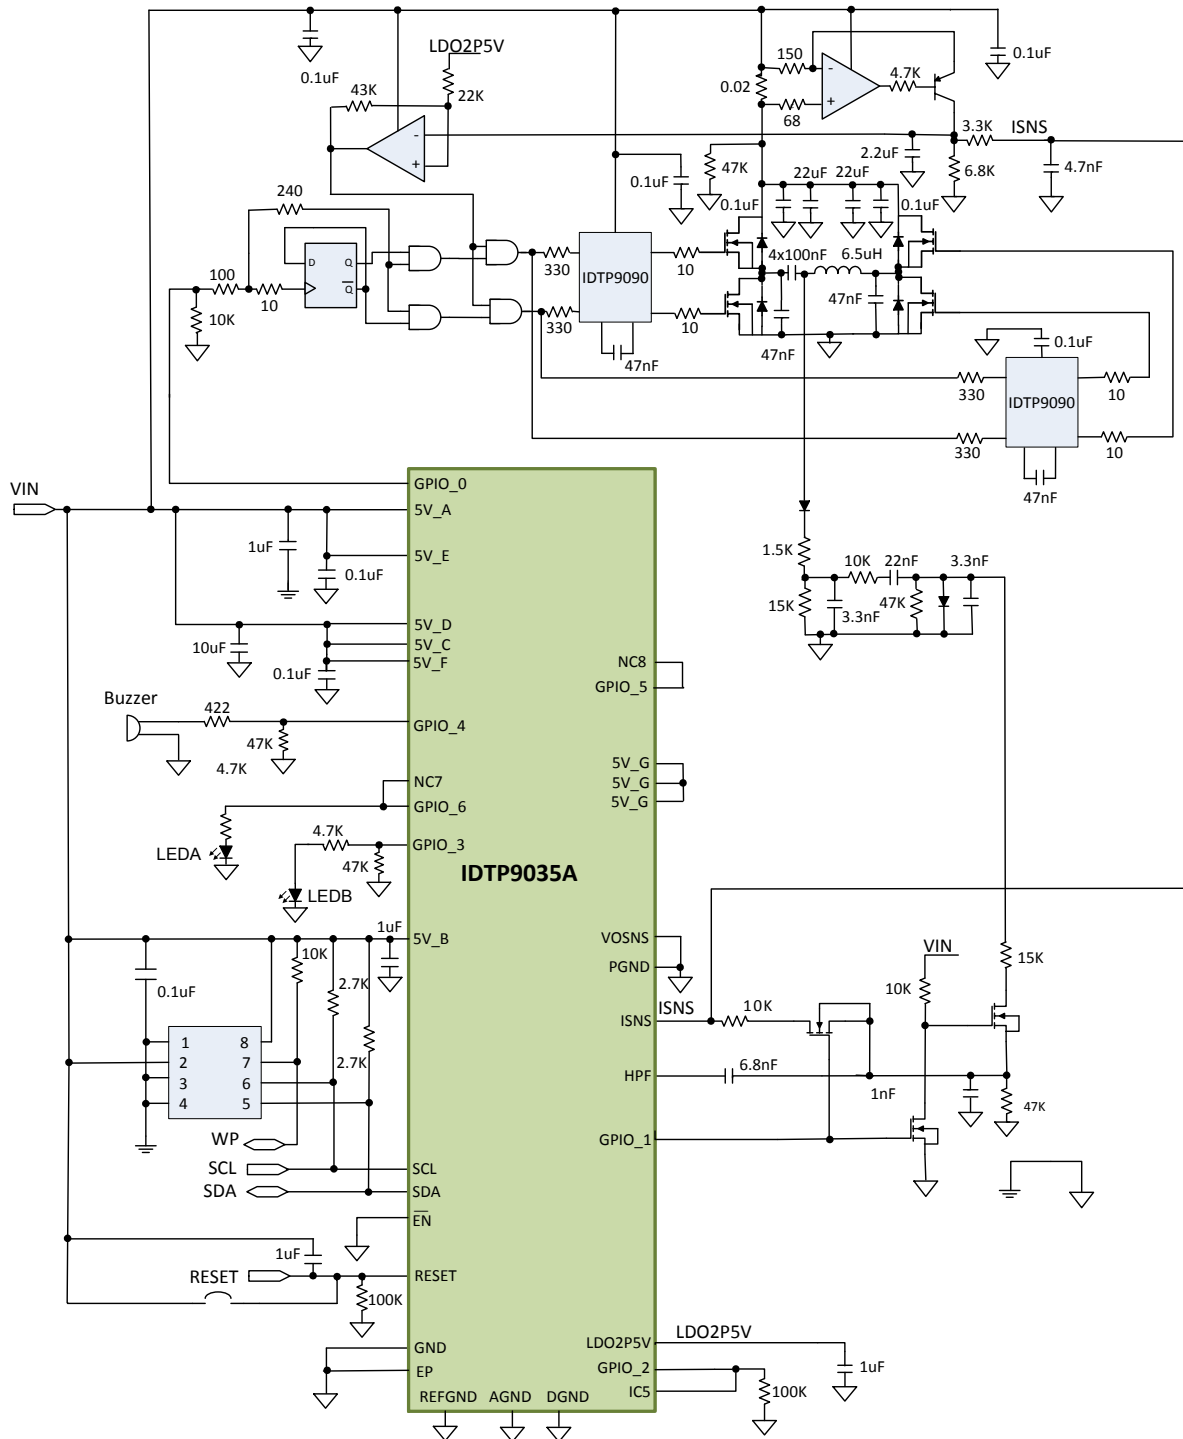 0.1uF
LDO2P5V
43K
22K
-
+
150
0.02
68
-
+
4.7K
0.1uF
3.3K
ISNS
2.2uF
6.8K
4.7nF
47K
0.1uF
0.1uF
22uF
22uF
0.1uF
240
D
Q
Q
100
10
10K
330
330
IDTP9090
47nF
10
10
4x100nF
6.5uH
47nF
47nF
0.1uF
330
330
IDTP9090
10
10
47nF
VIN
GPIO_0
5V_A
1uF
5V_E
0.1uF
5V_D
10uF
5V_C
0.1uF
5V_F
1.5K
10K
22nF
3.3nF
15K
3.3nF
47K
NC8
GPIO_5
Buzzer
422
GPIO_4
47K
4.7K
NC7
GPIO_6
5V_G
5V_G
5V_G
LEDA
4.7K
GPIO_3
47K
LEDB
IDTP9035A
1uF
5V_B
10K
0.1uF
2.7K
2.7K
1
2
3
4
8
7
6
5
WP
SCL
SDA
SCL
SDA
EN
1uF
RESET
RESET
100K
GND
EP
REFGND
AGND
DGND
VOSNS
PGND
ISNS
ISNS
10K
HPF
6.8nF
1nF
GPIO_1
VIN
10K
15K
47K
LDO2P5V
LDO2P5V
GPIO_2
IC5
1uF
100K